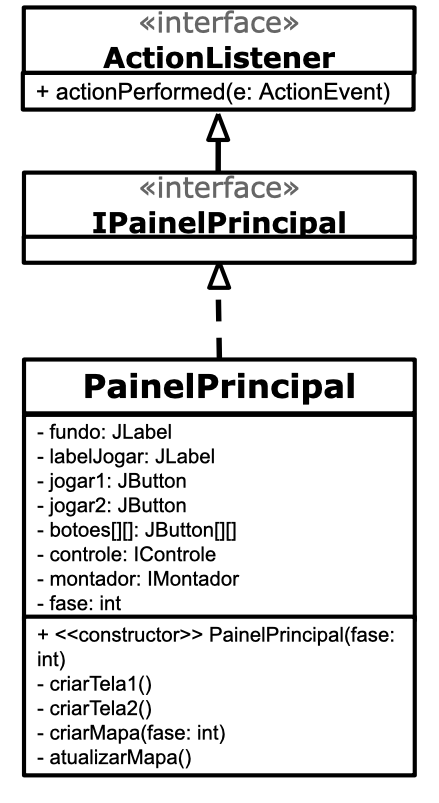 «interface»
ActionListener
+ actionPerformed(e: ActionEvent)
«interface»
IPainelPrincipal
PainelPrincipal
- fundo: JLabel
- labelJogar: JLabel
- jogar1: JButton
- jogar2: JButton
- botoes[][]: JButton[][]
- controle: IControle
- montador: IMontador
- fase: int
+ <<constructor>> PainelPrincipal(fase:
int)
- criarTela1()
- criarTela2()
- criarMapa(fase: int)
- atualizarMapa()